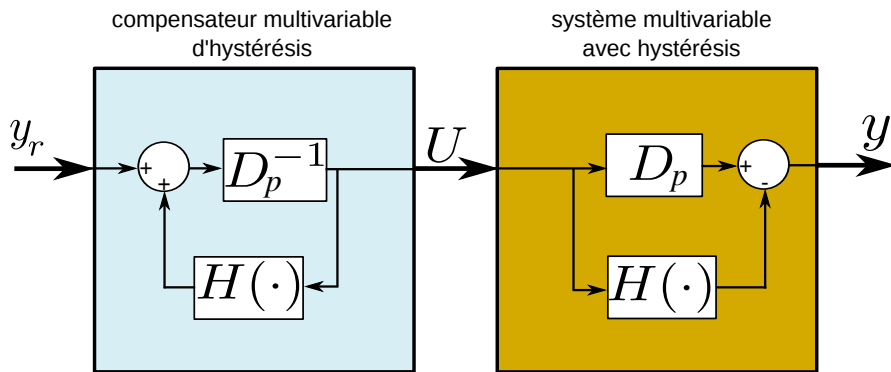 compensateur multivariable
d'hystérésis
système multivariable
avec hystérésis
y_r
+
+
D_p^{-1}
H(·)
U
D_p
H(·)
+
-
y